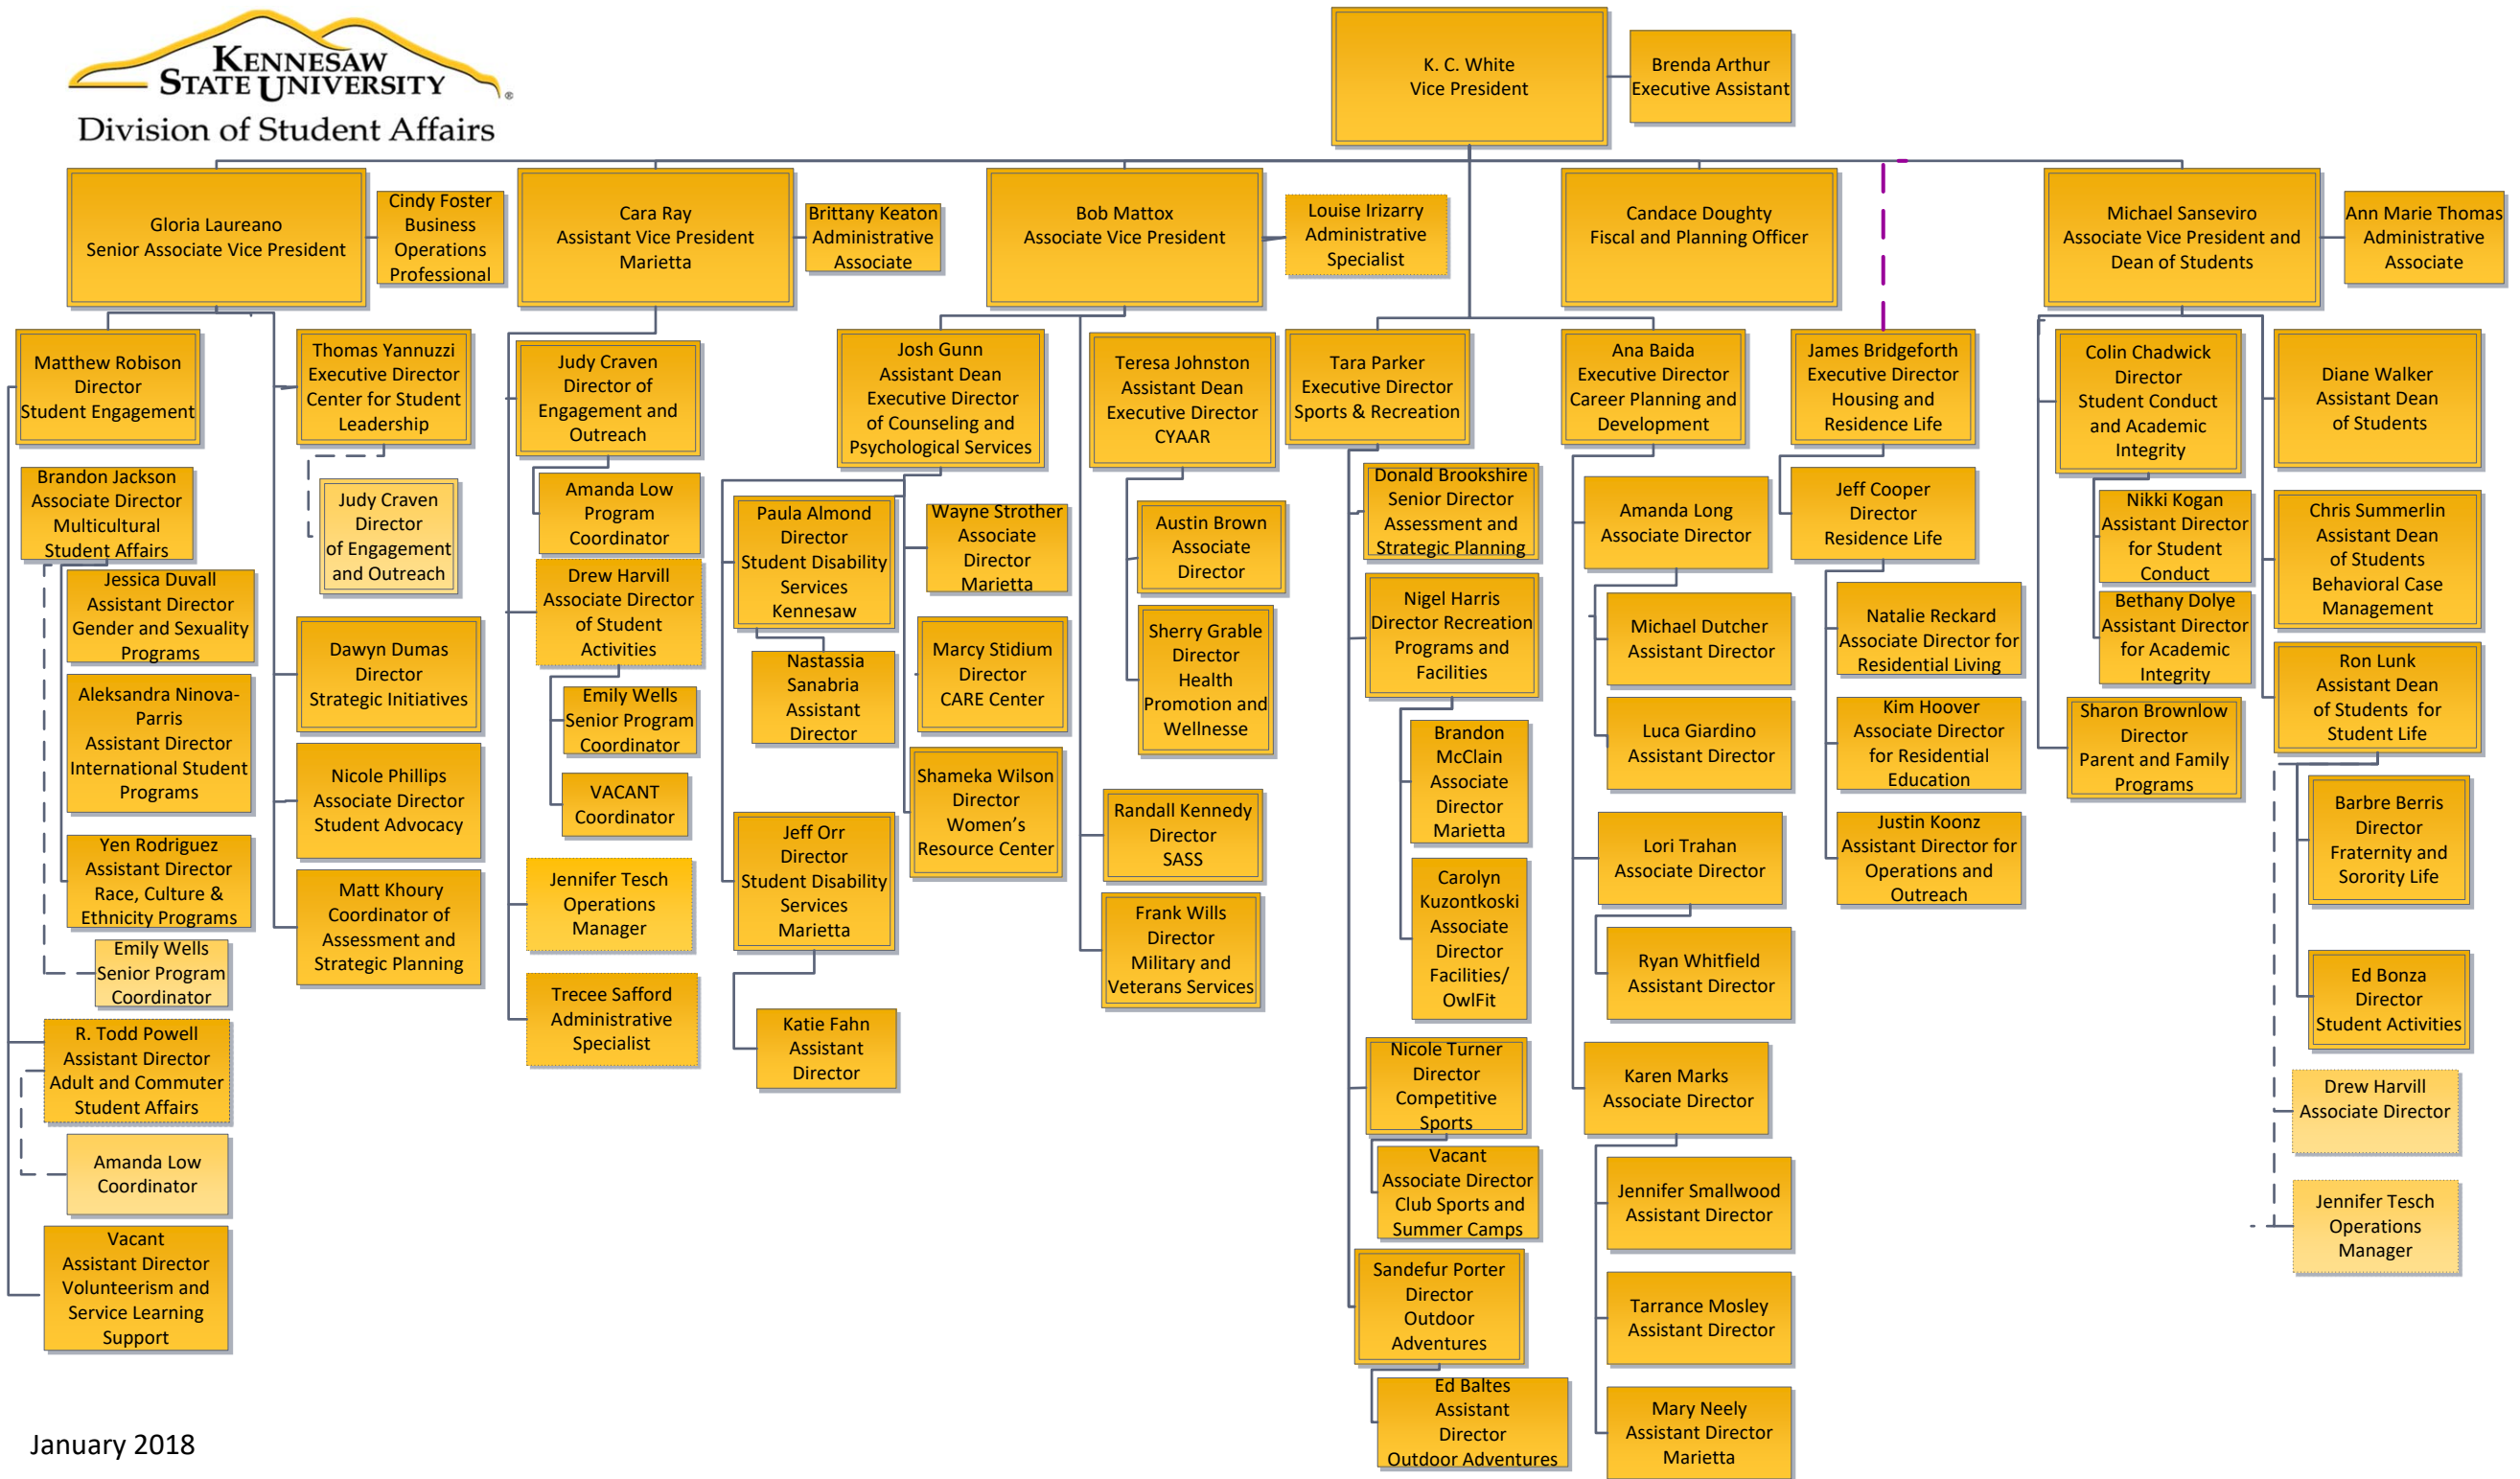 KENNESAW
STATE UNIVERSITY
®
Division of Student Affairs
K. C. White
Vice President
Brenda Arthur
Executive Assistant
Gloria Laureano
Senior Associate Vice President
Cindy Foster
Business
Operations
Professional
Cara Ray
Assistant Vice President
Marietta
Brittany Keaton
Administrative
Associate
Bob Mattox
Associate Vice President
Louise Irizarry
Administrative
Specialist
Candace Doughty
Fiscal and Planning Officer
Michael Sanseviro
Associate Vice President and
Dean of Students
Ann Marie Thomas
Administrative
Associate
Matthew Robison
Director
Student Engagement
Brandon Jackson
Associate Director
Multicultural
Student Affairs
Jessica Duvall
Assistant Director
Gender and Sexuality
Programs
Aleksandra Ninova-
Parris
Assistant Director
International Student
Programs
Yen Rodriguez
Assistant Director
Race, Culture &
Ethnicity Programs
Emily Wells
Senior Program
Coordinator
R. Todd Powell
Assistant Director
Adult and Commuter
Student Affairs
Amanda Low
Coordinator
Vacant
Assistant Director
Volunteerism and
Service Learning
Support
Thomas Yannuzzi
Executive Director
Center for Student
Leadership
Judy Craven
Director
of Engagement
and Outreach
Dawyn Dumas
Director
Strategic Initiatives
Nicole Phillips
Associate Director
Student Advocacy
Matt Khoury
Coordinator of
Assessment and
Strategic Planning
Judy Craven
Director of
Engagement and
Outreach
Amanda Low
Program
Coordinator
Drew Harvill
Associate Director
of Student
Activities
Emily Wells
Senior Program
Coordinator
VACANT
Coordinator
Jennifer Tesch
Operations
Manager
Trecee Safford
Administrative
Specialist
Josh Gunn
Assistant Dean
Executive Director
of Counseling and
Psychological Services
Paula Almond
Director
Student Disability
Services
Kennesaw
Nastassia
Sanabria
Assistant
Director
Jeff Orr
Director
Student Disability
Services
Marietta
Katie Fahn
Assistant
Director
Wayne Strother
Associate
Director
Marietta
Marcy Stidium
Director
CARE Center
Shameka Wilson
Director
Women's
Resource Center
Teresa Johnston
Assistant Dean
Executive Director
CYAAR
Austin Brown
Associate
Director
Sherry Grable
Director
Health
Promotion and
Wellnesse
Randall Kennedy
Director
SASS
Frank Wills
Director
Military and
Veterans Services
Tara Parker
Executive Director
Sports & Recreation
Donald Brookshire
Senior Director
Assessment and
Strategic Planning
Nigel Harris
Director Recreation
Programs and
Facilities
Brandon
McClain
Associate
Director
Marietta
Carolyn
Kuzontkoski
Associate
Director
Facilities/
OwlFit
Nicole Turner
Director
Competitive
Sports
Vacant
Associate Director
Club Sports and
Summer Camps
Sandefur Porter
Director
Outdoor
Adventures
Ed Baltes
Assistant
Director
Outdoor Adventures
Ana Baida
Executive Director
Career Planning and
Development
Amanda Long
Associate Director
Michael Dutcher
Assistant Director
Luca Giardino
Assistant Director
Lori Trahan
Associate Director
Ryan Whitfield
Assistant Director
Karen Marks
Associate Director
Jennifer Smallwood
Assistant Director
Tarrance Mosley
Assistant Director
Mary Neely
Assistant Director
Marietta
James Bridgeforth
Executive Director
Housing and
Residence Life
Jeff Cooper
Director
Residence Life
Natalie Reckard
Associate Director for
Residential Living
Kim Hoover
Associate Director
for Residential
Education
Justin Koonz
Assistant Director for
Operations and
Outreach
Colin Chadwick
Director
Student Conduct
and Academic
Integrity
Nikki Kogan
Assistant Director
for Student
Conduct
Bethany Dolye
Assistant Director
for Academic
Integrity
Sharon Brownlow
Director
Parent and Family
Programs
Diane Walker
Assistant Dean
of Students
Chris Summerlin
Assistant Dean
of Students
Behavioral Case
Management
Ron Lunk
Assistant Dean
of Students for
Student Life
Barbre Berris
Director
Fraternity and
Sorority Life
Ed Bonza
Director
Student Activities
Drew Harvill
Associate Director
Jennifer Tesch
Operations
Manager
January 2018